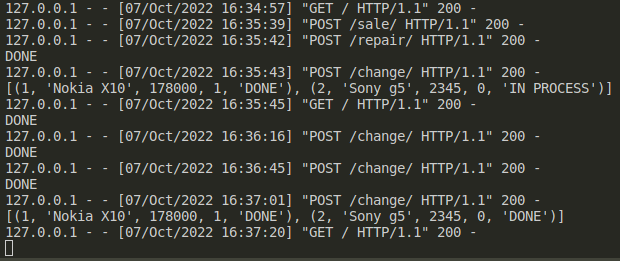 127.0.0.1 - - [07/Oct/2022 16:34:57] "GET / HTTP/1.1" 200 -
127.0.0.1 - - [07/Oct/2022 16:35:39] "POST /sale/ HTTP/1.1" 200 -
127.0.0.1 - - [07/Oct/2022 16:35:42] "POST /repair/ HTTP/1.1" 200 -
DONE
127.0.0.1 - - [07/Oct/2022 16:35:43] "POST /change/ HTTP/1.1" 200 -
[(1, 'Nokia X10', 178000, 1, 'DONE'), (2, 'Sony g5', 2345, 0, 'IN PROCESS')]
127.0.0.1 - - [07/Oct/2022 16:35:45] "GET / HTTP/1.1" 200 -
DONE
127.0.0.1 - - [07/Oct/2022 16:36:16] "POST /change/ HTTP/1.1" 200 -
DONE
127.0.0.1 - - [07/Oct/2022 16:36:45] "POST /change/ HTTP/1.1" 200 -
DONE
127.0.0.1 - - [07/Oct/2022 16:37:01] "POST /change/ HTTP/1.1" 200 -
[(1, 'Nokia X10', 178000, 1, 'DONE'), (2, 'Sony g5', 2345, 0, 'DONE')]
127.0.0.1 - - [07/Oct/2022 16:37:20] "GET / HTTP/1.1" 200 -